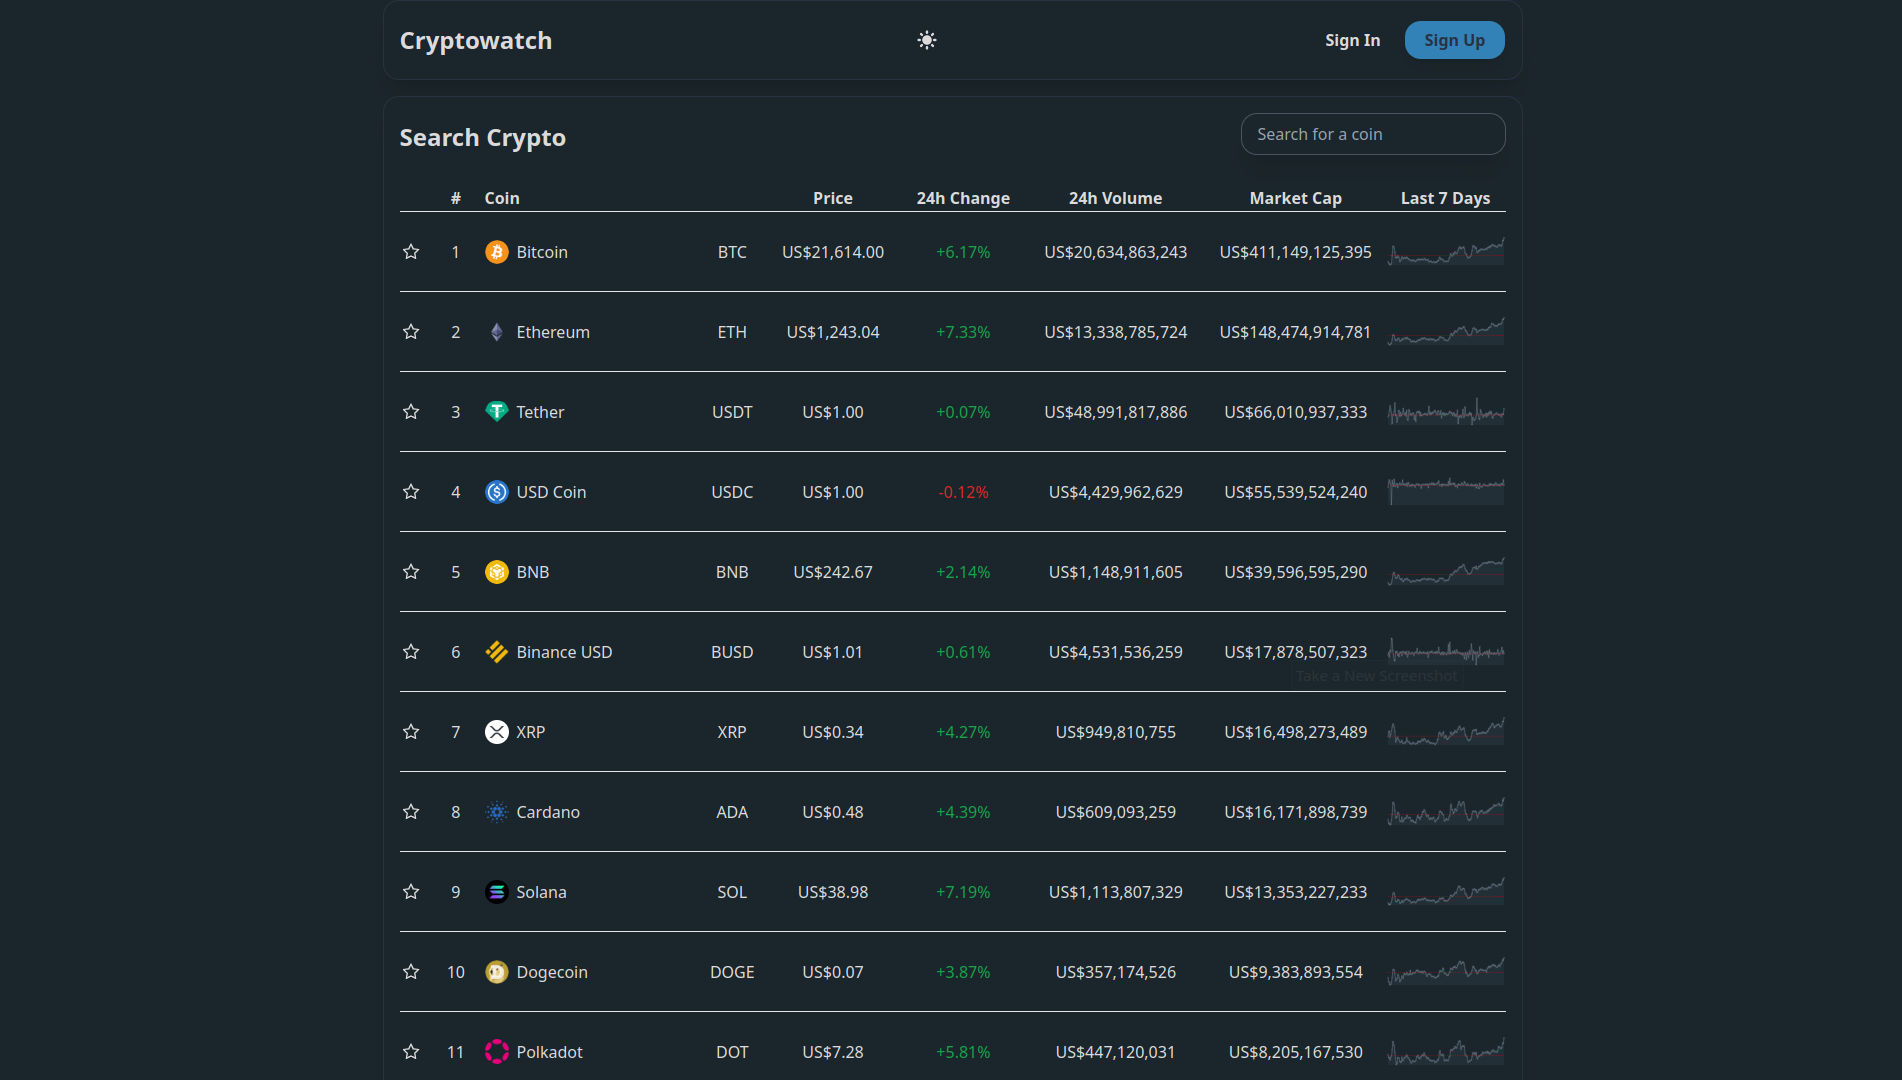 Cryptowatch Sign In Sign Up
Search Crypto Search for a coin
# Coin Price 24h Change 24h Volume Market Cap Last 7 Days
1 Bitcoin BTC US$21,614.00 +6.17% US$20,634,863,243 US$411,149,125,395
2 Ethereum ETH US$1,243.04 +7.33% US$13,338,785,724 US$148,474,914,781
3 Tether USDT US$1.00 +0.07% US$48,991,817,886 US$66,010,937,333
4 USD Coin USDC US$1.00 -0.12% US$4,429,962,629 US$55,539,524,240
5 BNB BNB US$242.67 +2.14% US$1,148,911,605 US$39,596,595,290
6 Binance USD BUSD US$1.01 +0.61% US$4,531,536,259 US$17,878,507,323
Take a New Screenshot
7 XRP XRP US$0.34 +4.27% US$949,810,755 US$16,498,273,489
8 Cardano ADA US$0.48 +4.39% US$609,093,259 US$16,171,898,739
9 Solana SOL US$38.98 +7.19% US$1,113,807,329 US$13,353,227,233
10 Dogecoin DOGE US$0.07 +3.87% US$357,174,526 US$9,383,893,554
11 Polkadot DOT US$7.28 +5.81% US$447,120,031 US$8,205,167,530